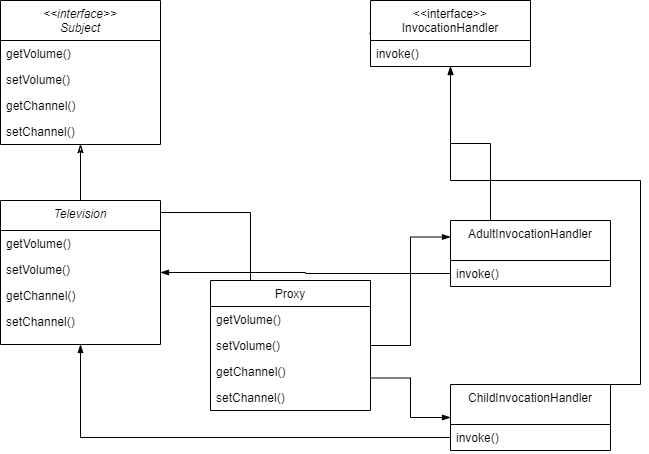 <<interface>>
Subject
getVolume()
setVolume()
getChannel()
setChannel()
<<interface>>
InvocationHandler
invoke()
Television
getVolume()
setVolume()
getChannel()
setChannel()
Proxy
getVolume()
setVolume()
getChannel()
setChannel()
AdultInvocationHandler
invoke()
ChildInvocationHandler
invoke()